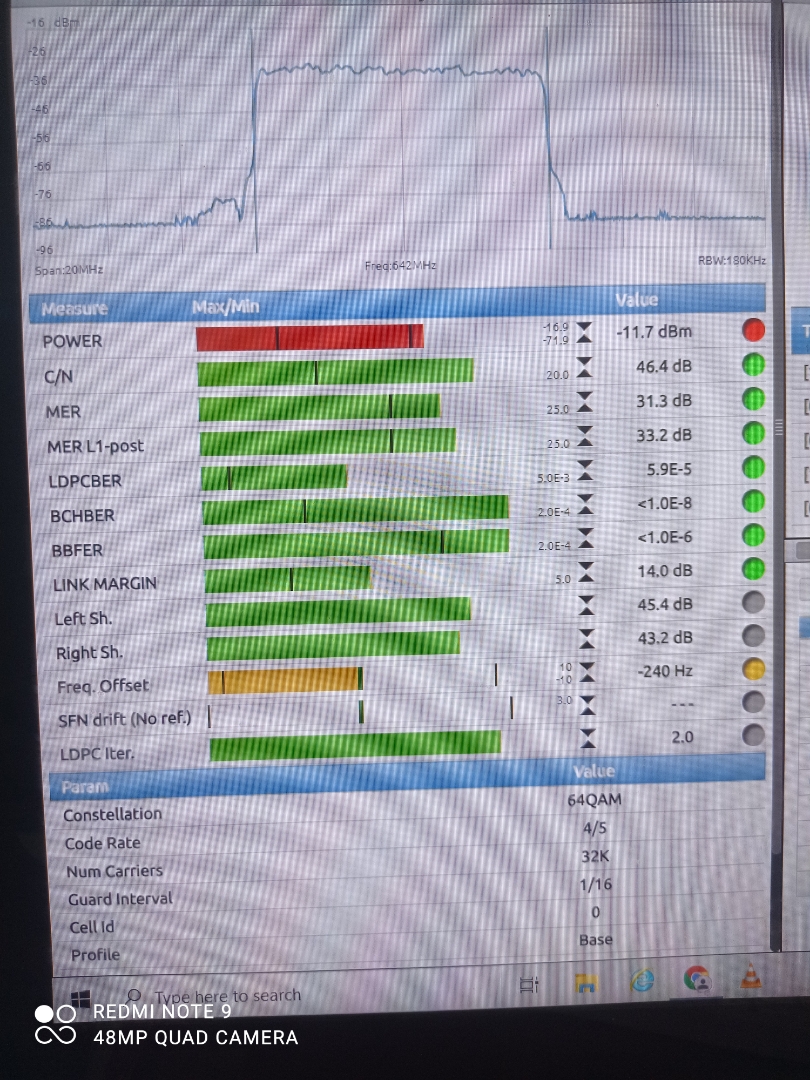 -16 dBm
-26
-36
-46
-56
-66
-76
-86
-96
Span:20MHz Freq:642MHz RBW:180KHz
Measure Max/Min Value
POWER -16.9 -71.9 -11.7 dBm
C/N 20.0 46.4 dB
MER 25.0 31.3 dB
MER L1-post 25.0 33.2 dB
LDPCBER 5.0E-3 5.9E-5
BCHBER 2.0E-4 <1.0E-8
BBFER 2.0E-4 <1.0E-6
LINK MARGIN 5.0 14.0 dB
Left Sh. 45.4 dB
Right Sh. 43.2 dB
Freq. Offset 10 -10 -240 Hz
SFN drift (No ref.) 3.0 ---
LDPC Iter. 2.0
Param Value
Constellation 64QAM
Code Rate 4/5
Num Carriers 32K
Guard Interval 1/16
Cell Id 0
Profile Base
Type here to search
REDMI NOTE 9
48MP QUAD CAMERA